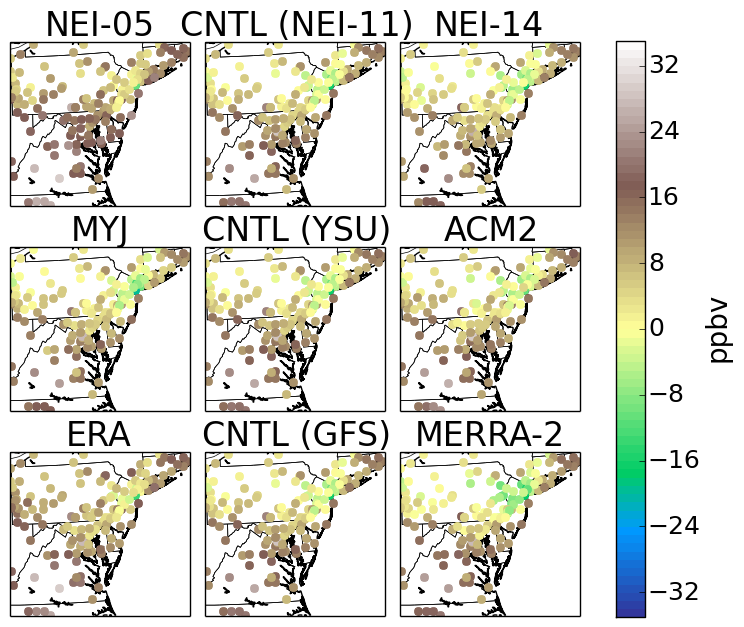 NEI-05 CNTL (NEI-11) NEI-14
MYJ CNTL (YSU) ACM2
ERA CNTL (GFS) MERRA-2
32
24
16
8
0
−8
−16
−24
−32
ppbv